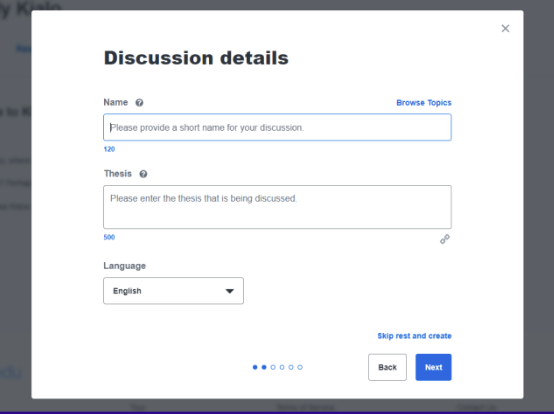 Discussion details
Name
Browse Topics
Please provide a short name for your discussion.
120
Thesis
Please enter the thesis that is being discussed.
500
Language
English
Skip rest and create
Back
Next